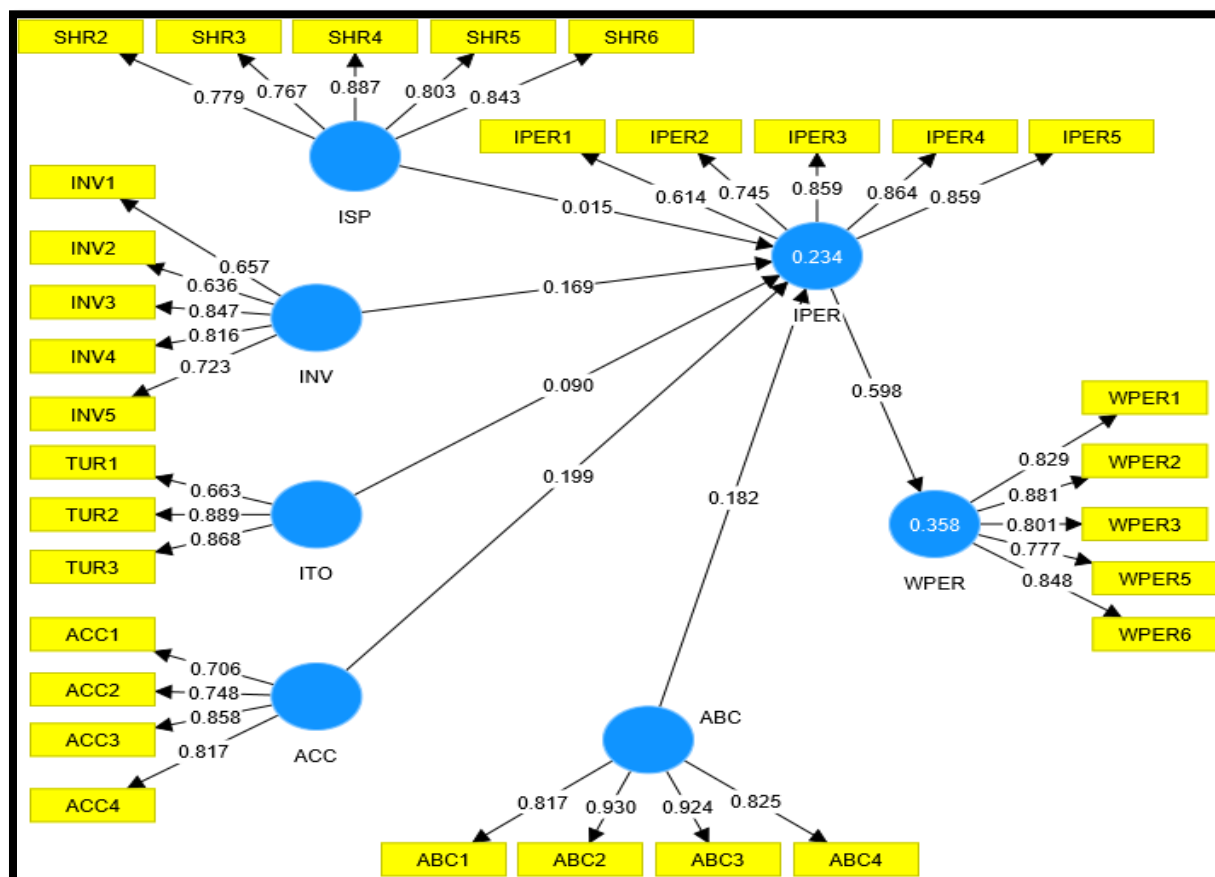 SHR2 SHR3 SHR4 SHR5 SHR6
0.779 0.767 0.887 0.803 0.843
ISP
IPER1 IPER2 IPER3 IPER4 IPER5
0.614 0.745 0.859 0.864 0.859
0.015
0.234
IPER
INV1
INV2
INV3
INV4
INV5
0.657
0.636
0.847
0.816
0.723
INV
0.169
TUR1
TUR2
TUR3
0.663
0.889
0.868
ITO
0.090
ACC1
ACC2
ACC3
ACC4
0.706
0.748
0.858
0.817
ACC
0.199
0.182
0.598
ABC
0.817 0.930 0.924 0.825
ABC1 ABC2 ABC3 ABC4
0.358
WPER
0.829
0.881
0.801
0.777
0.848
WPER1
WPER2
WPER3
WPER5
WPER6